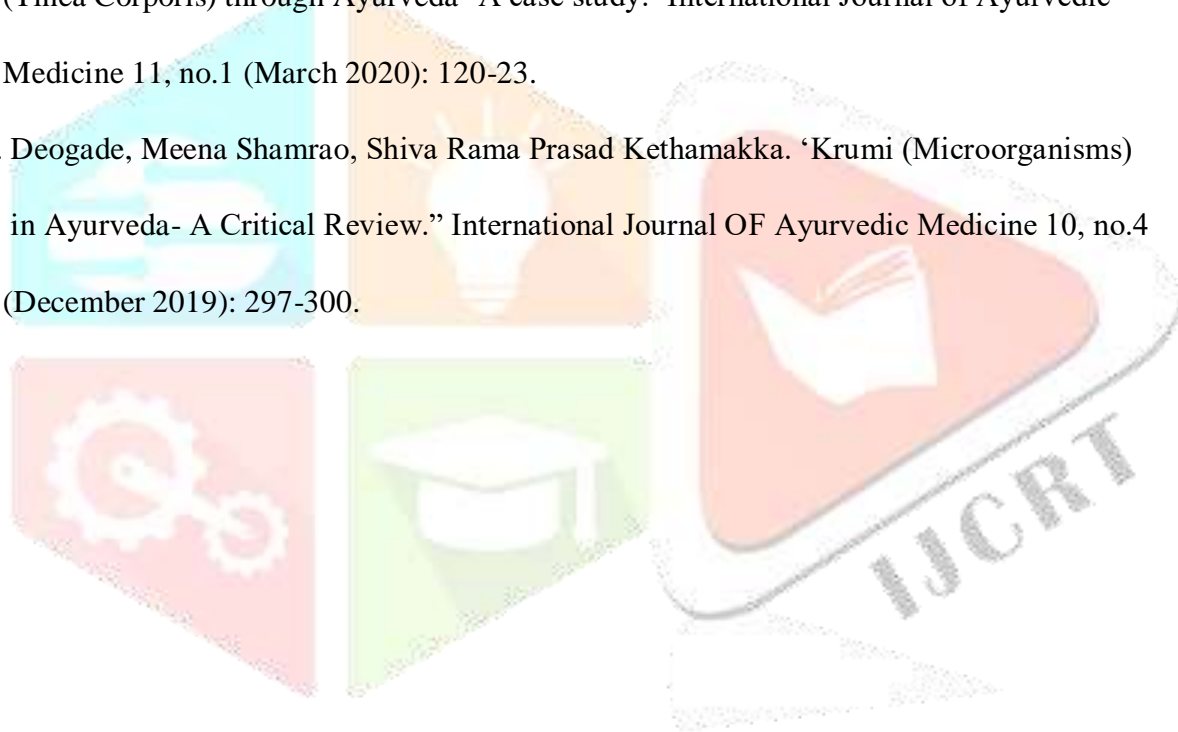 (Tinea Corporis) through Ayurveda- A case study." International Journal of Ayurvedic
Medicine 11, no.1 (March 2020): 120-23.
. Deogade, Meena Shamrao, Shiva Rama Prasad Kethamakka. ‘Krumi (Microorganisms)
in Ayurveda- A Critical Review.” International Journal OF Ayurvedic Medicine 10, no.4
(December 2019): 297-300.
IJCRT